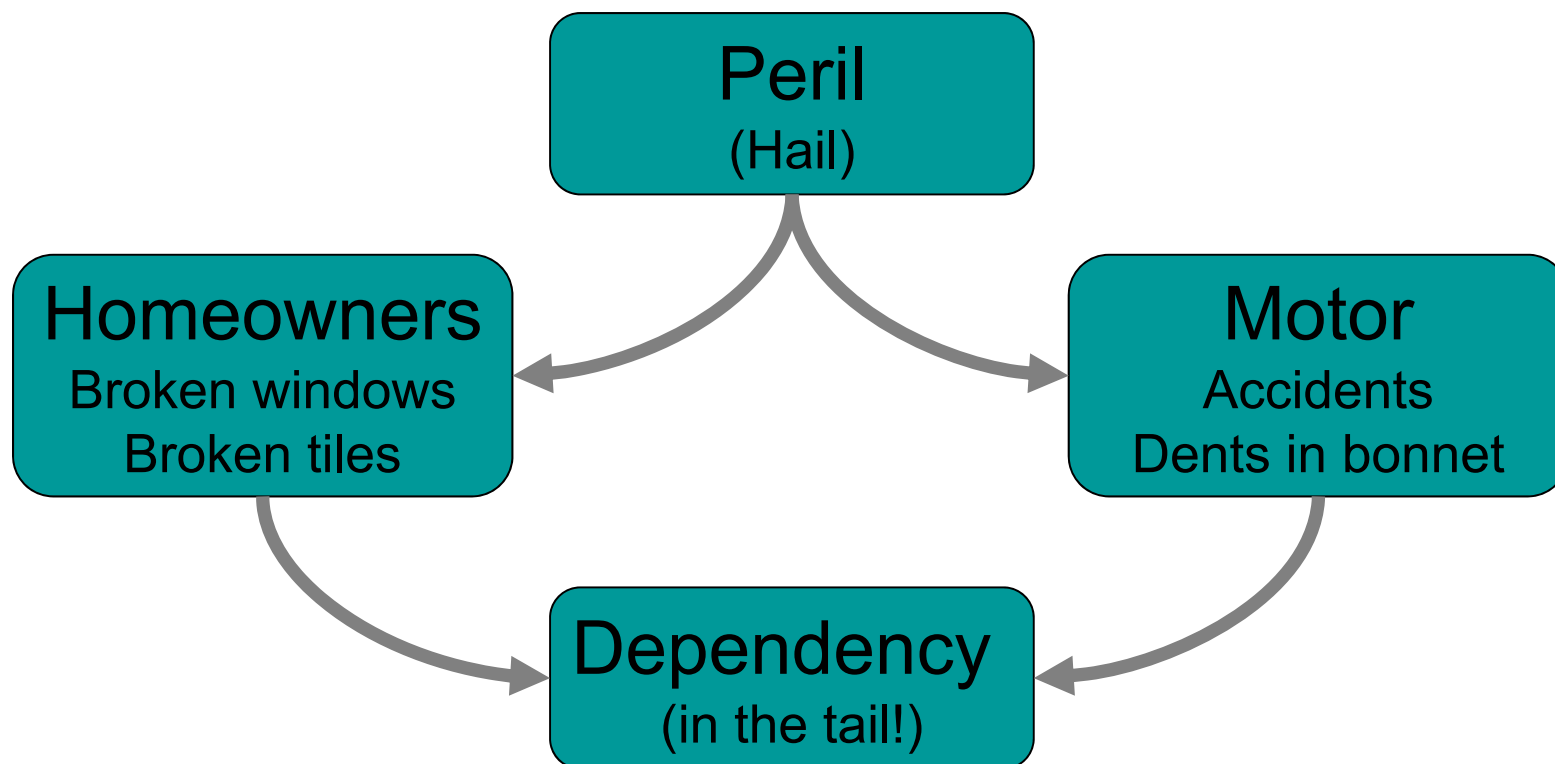 Peril
(Hail)
Homeowners
Broken windows
Broken tiles
Motor
Accidents
Dents in bonnet
Dependency
(in the tail!)